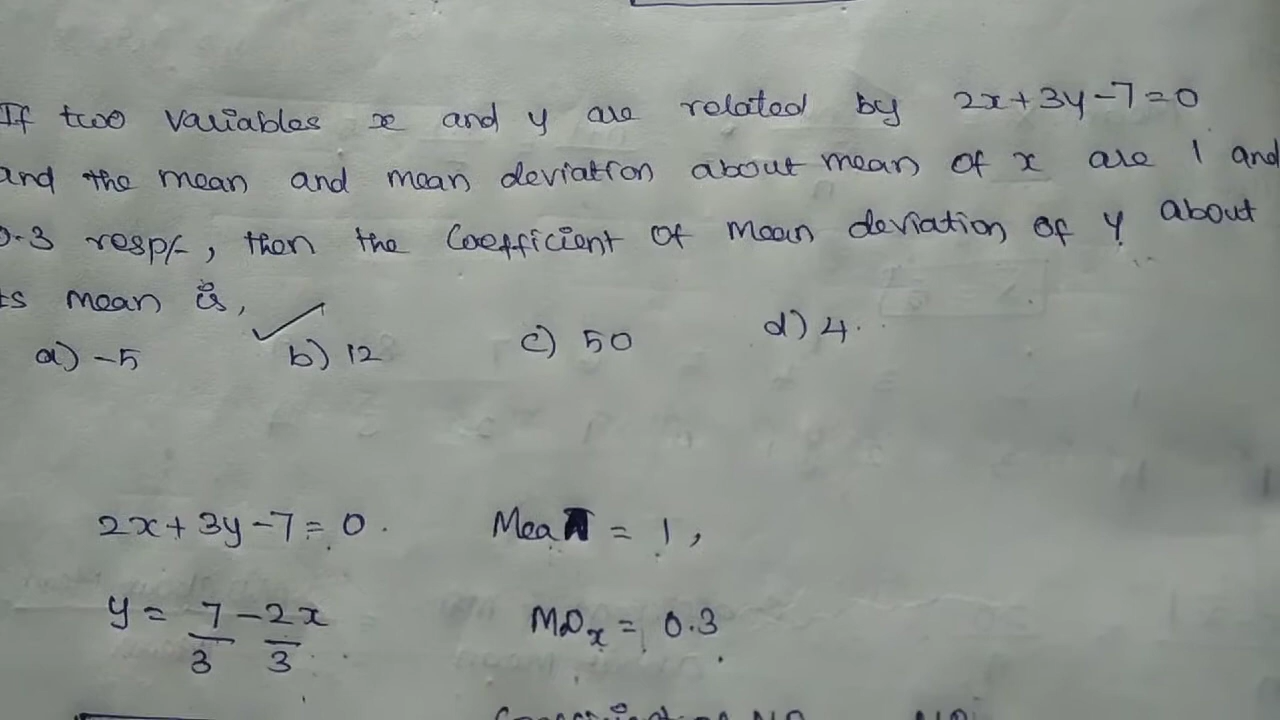 If two variables x and y are related by 2x+3y-7=0
and the mean and mean deviation about mean of x are 1 and
0.3 resp/-, then the Coefficient of mean deviation of y about
ts mean is,
a) -5 b) 12 c) 50 d) 4.
2x+3y-7=0. Mean = 1,
y = 7/3 - 2x/3 MDx = 0.3